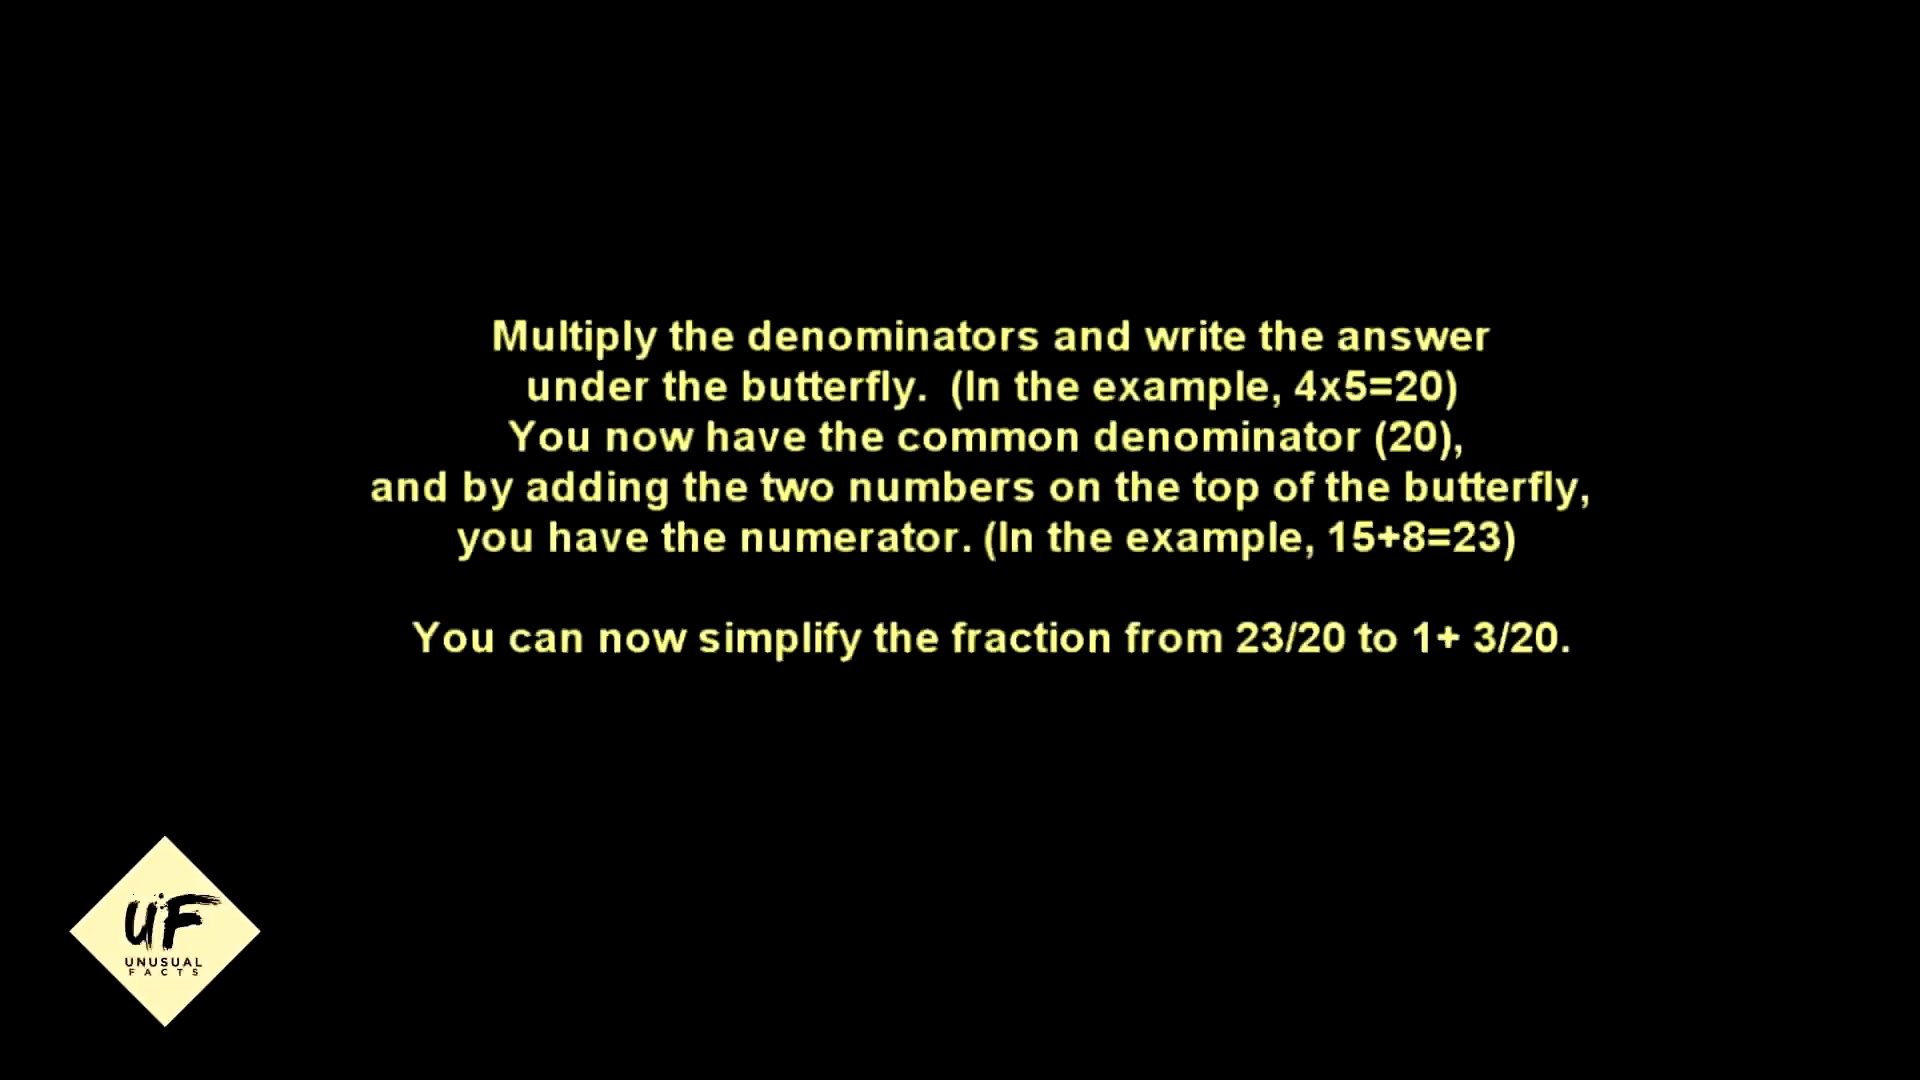 Multiply the denominators and write the answer
under the butterfly.  (In the example, 4x5=20)
You now have the common denominator (20),
and by adding the two numbers on the top of the butterfly,
you have the numerator. (In the example, 15+8=23)
You can now simplify the fraction from 23/20 to 1+ 3/20.
UF
UNUSUAL
FACTS